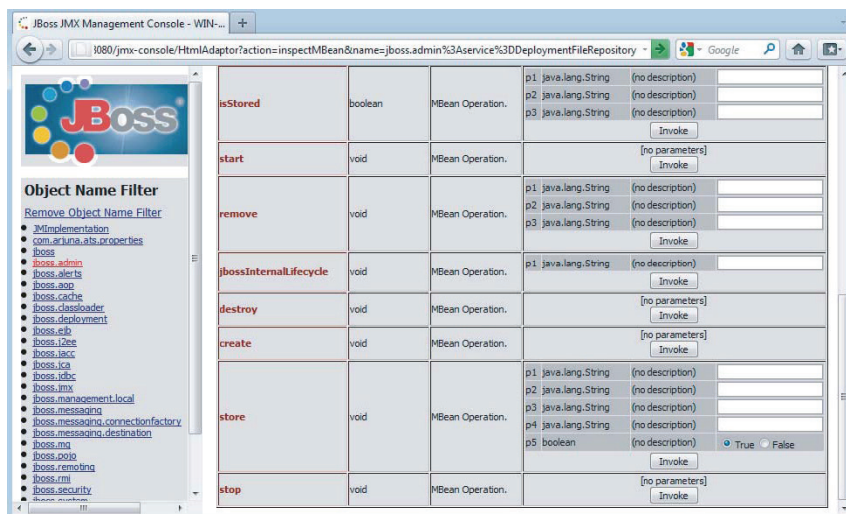 JBoss JMX Management Console - WIN-...
8080/jmx-console/HtmlAdaptor?action=inspectMBean&name=jboss.admin%3Aservice%3DDeploymentFileRepository
Google
JBoss
Object Name Filter
Remove Object Name Filter
JMImplementation
com.arjuna.ats.properties
jboss
jboss.admin
jboss.alerts
jboss.aop
jboss.cache
jboss.classloader
jboss.deployment
jboss.ejb
jboss.j2ee
jboss.jacc
jboss.jca
jboss.jdbc
jboss.jmx
jboss.management.local
jboss.messaging
jboss.messaging.connectionfactory
jboss.messaging.destination
jboss.mq
jboss.pojo
jboss.remoting
jboss.rmi
jboss.security
isStored boolean MBean Operation.
p1 java.lang.String (no description)
p2 java.lang.String (no description)
p3 java.lang.String (no description)
Invoke
start void MBean Operation.
[no parameters]
Invoke
remove void MBean Operation.
p1 java.lang.String (no description)
p2 java.lang.String (no description)
p3 java.lang.String (no description)
Invoke
jbossInternalLifecycle void MBean Operation.
p1 java.lang.String (no description)
Invoke
destroy void MBean Operation.
[no parameters]
Invoke
create void MBean Operation.
[no parameters]
Invoke
store void MBean Operation.
p1 java.lang.String (no description)
p2 java.lang.String (no description)
p3 java.lang.String (no description)
p4 java.lang.String (no description)
p5 boolean (no description) True False
Invoke
stop void MBean Operation.
[no parameters]
Invoke